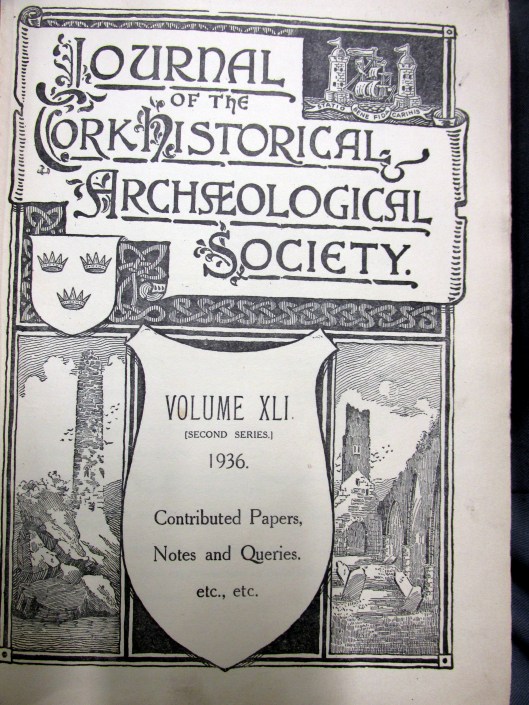 JOURNAL
OF THE
CORK HISTORICAL &
ARCHÆOLOGICAL
SOCIETY.
STATIO BENE FIDA CARINIS
VOLUME XLI.
[SECOND SERIES.]
1936.
Contributed Papers,
Notes and Queries.
etc., etc.